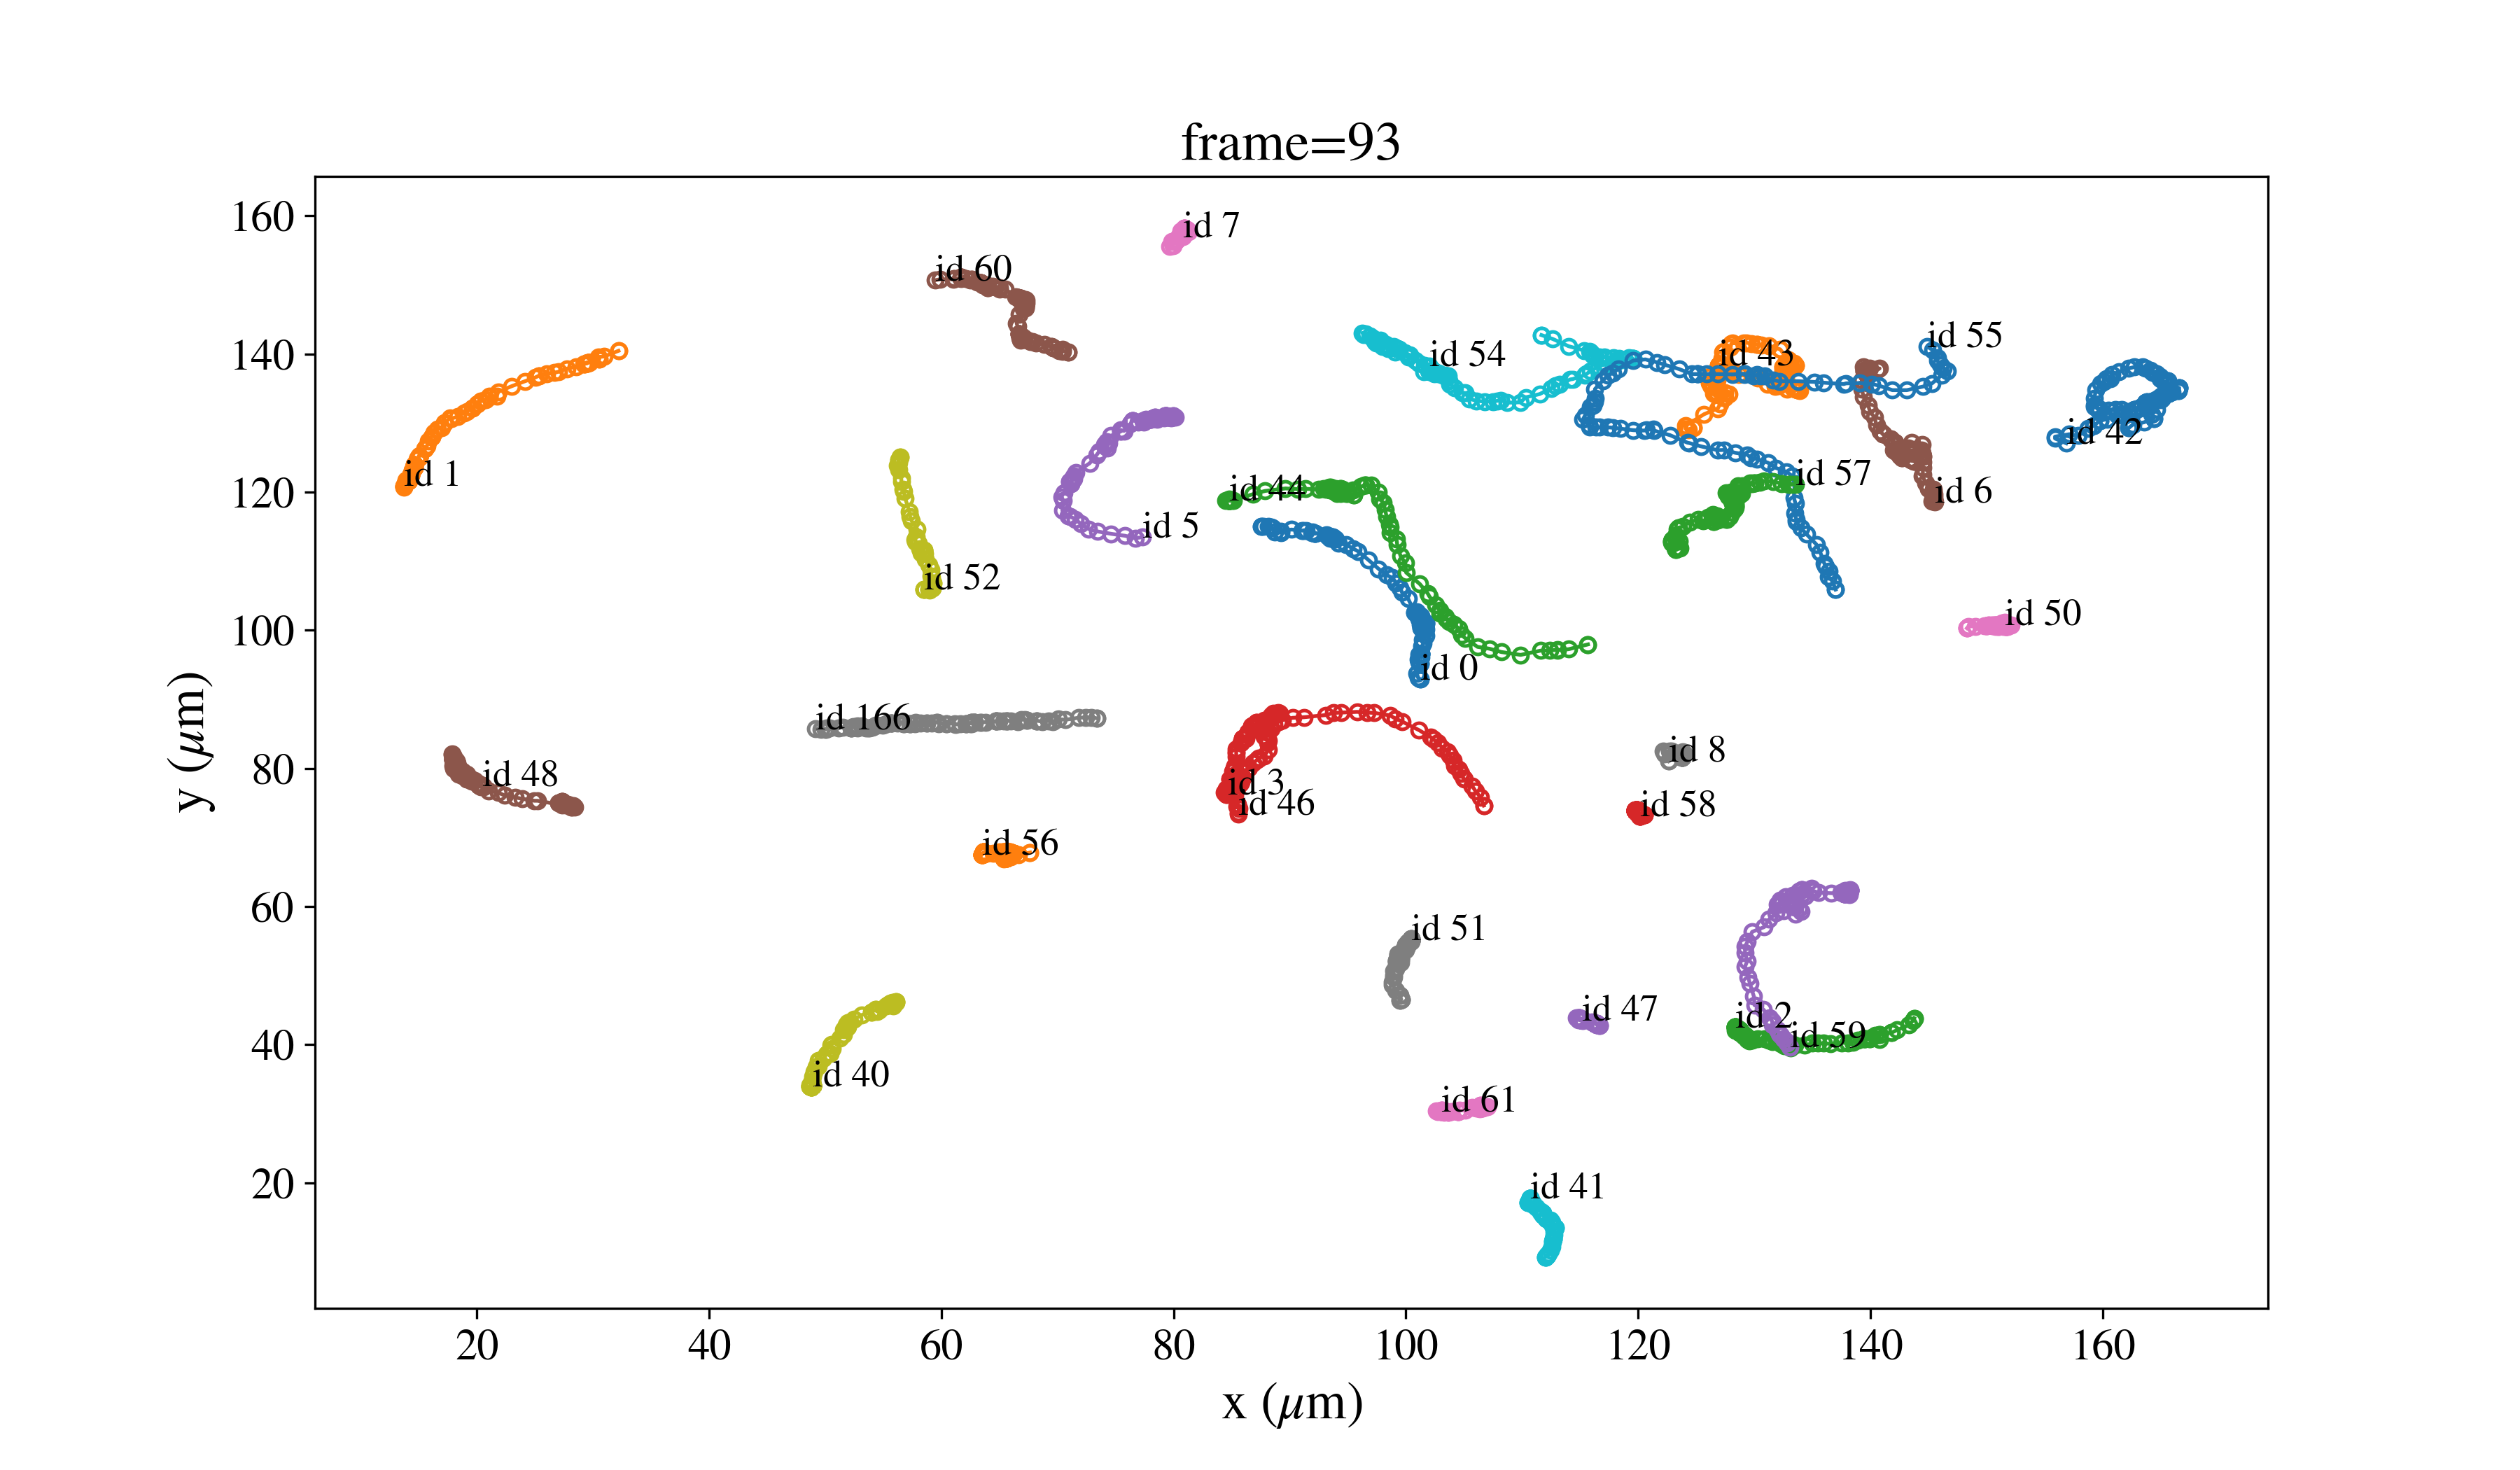 frame=93
160
140
120
100
80
60
40
20
y (μm)
20
40
60
80
100
120
140
160
x (μm)
id 7
id 60
id 55
id 54
id 43
id 42
id 1
id 57
id 44
id 6
id 5
id 52
id 50
id 0
id 166
id 8
id 48
id 3
id 46
id 58
id 56
id 51
id 47
id 2
id 59
id 40
id 61
id 41